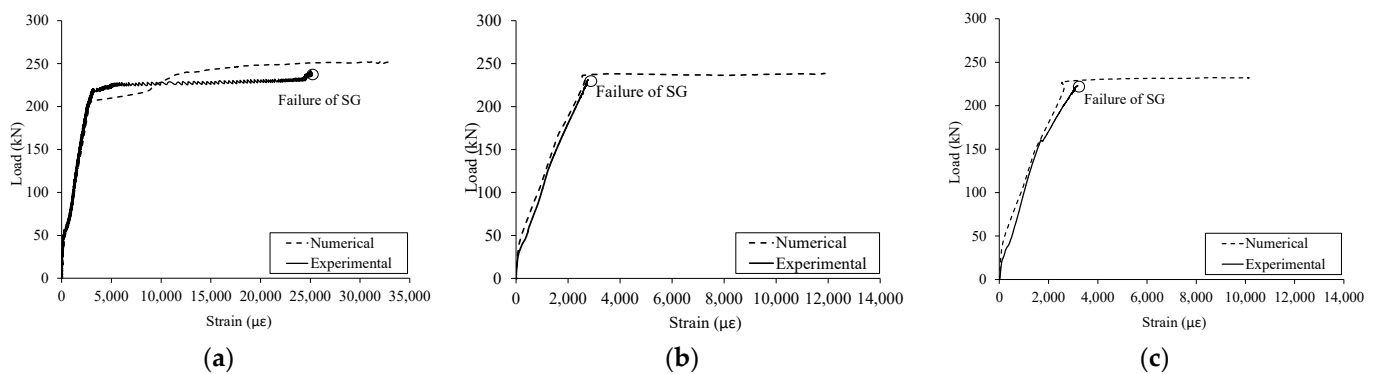 300
250
200
150
100
50
0
Load (kN)
Failure of SG
Numerical
Experimental
0 5,000 10,000 15,000 20,000 25,000 30,000 35,000
Strain (με)
(a)
300
250
200
150
100
50
0
Load (kN)
Failure of SG
Numerical
Experimental
0 2,000 4,000 6,000 8,000 10,000 12,000 14,000
Strain (με)
(b)
300
250
200
150
100
50
0
Load (kN)
Failure of SG
Numerical
Experimental
0 2,000 4,000 6,000 8,000 10,000 12,000 14,000
Strain (με)
(c)